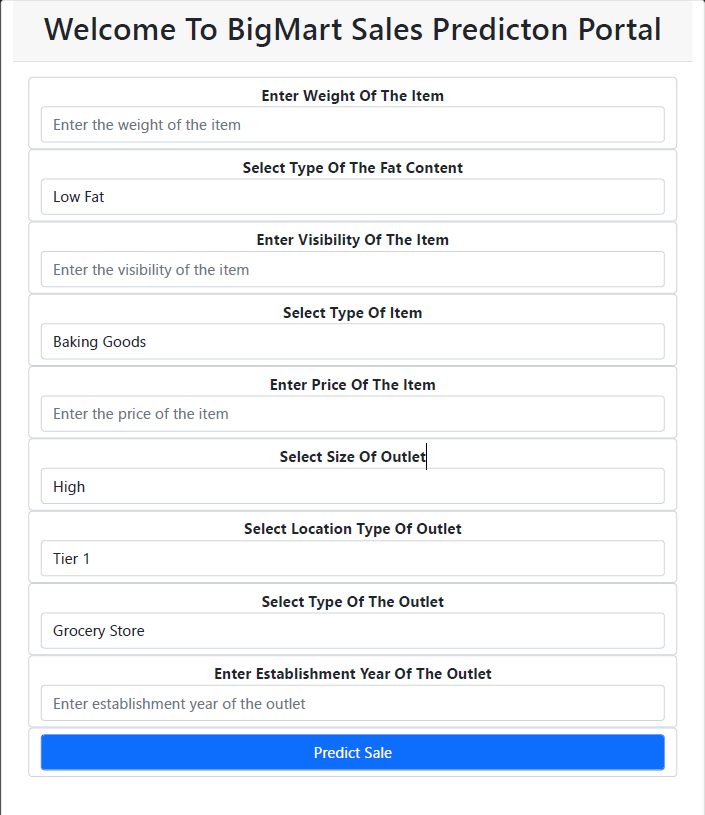 Welcome To BigMart Sales Predicton Portal
Enter Weight Of The Item
Enter the weight of the item
Select Type Of The Fat Content
Low Fat
Enter Visibility Of The Item
Enter the visibility of the item
Select Type Of Item
Baking Goods
Enter Price Of The Item
Enter the price of the item
Select Size Of Outlet
High
Select Location Type Of Outlet
Tier 1
Select Type Of The Outlet
Grocery Store
Enter Establishment Year Of The Outlet
Enter establishment year of the outlet
Predict Sale